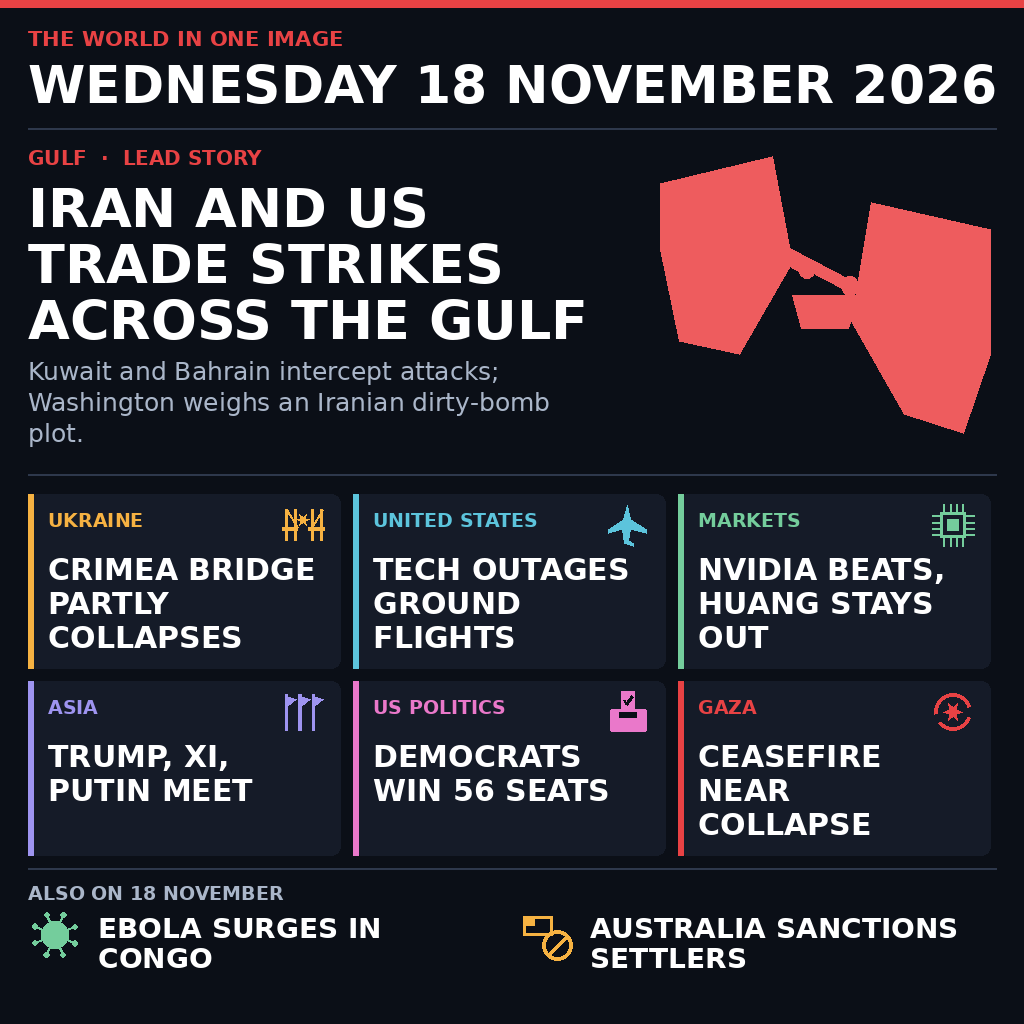 THE WORLD IN ONE IMAGE
WEDNESDAY 18 NOVEMBER 2026
GULF · LEAD STORY
IRAN AND US
TRADE STRIKES
ACROSS THE GULF
Kuwait and Bahrain intercept attacks;
Washington weighs an Iranian dirty-bomb
plot.
UKRAINE
CRIMEA BRIDGE
PARTLY
COLLAPSES
UNITED STATES
TECH OUTAGES
GROUND
FLIGHTS
MARKETS
NVIDIA BEATS,
HUANG STAYS
OUT
ASIA
TRUMP, XI,
PUTIN MEET
US POLITICS
DEMOCRATS
WIN 56 SEATS
GAZA
CEASEFIRE
NEAR
COLLAPSE
ALSO ON 18 NOVEMBER
EBOLA SURGES IN
CONGO
AUSTRALIA SANCTIONS
SETTLERS